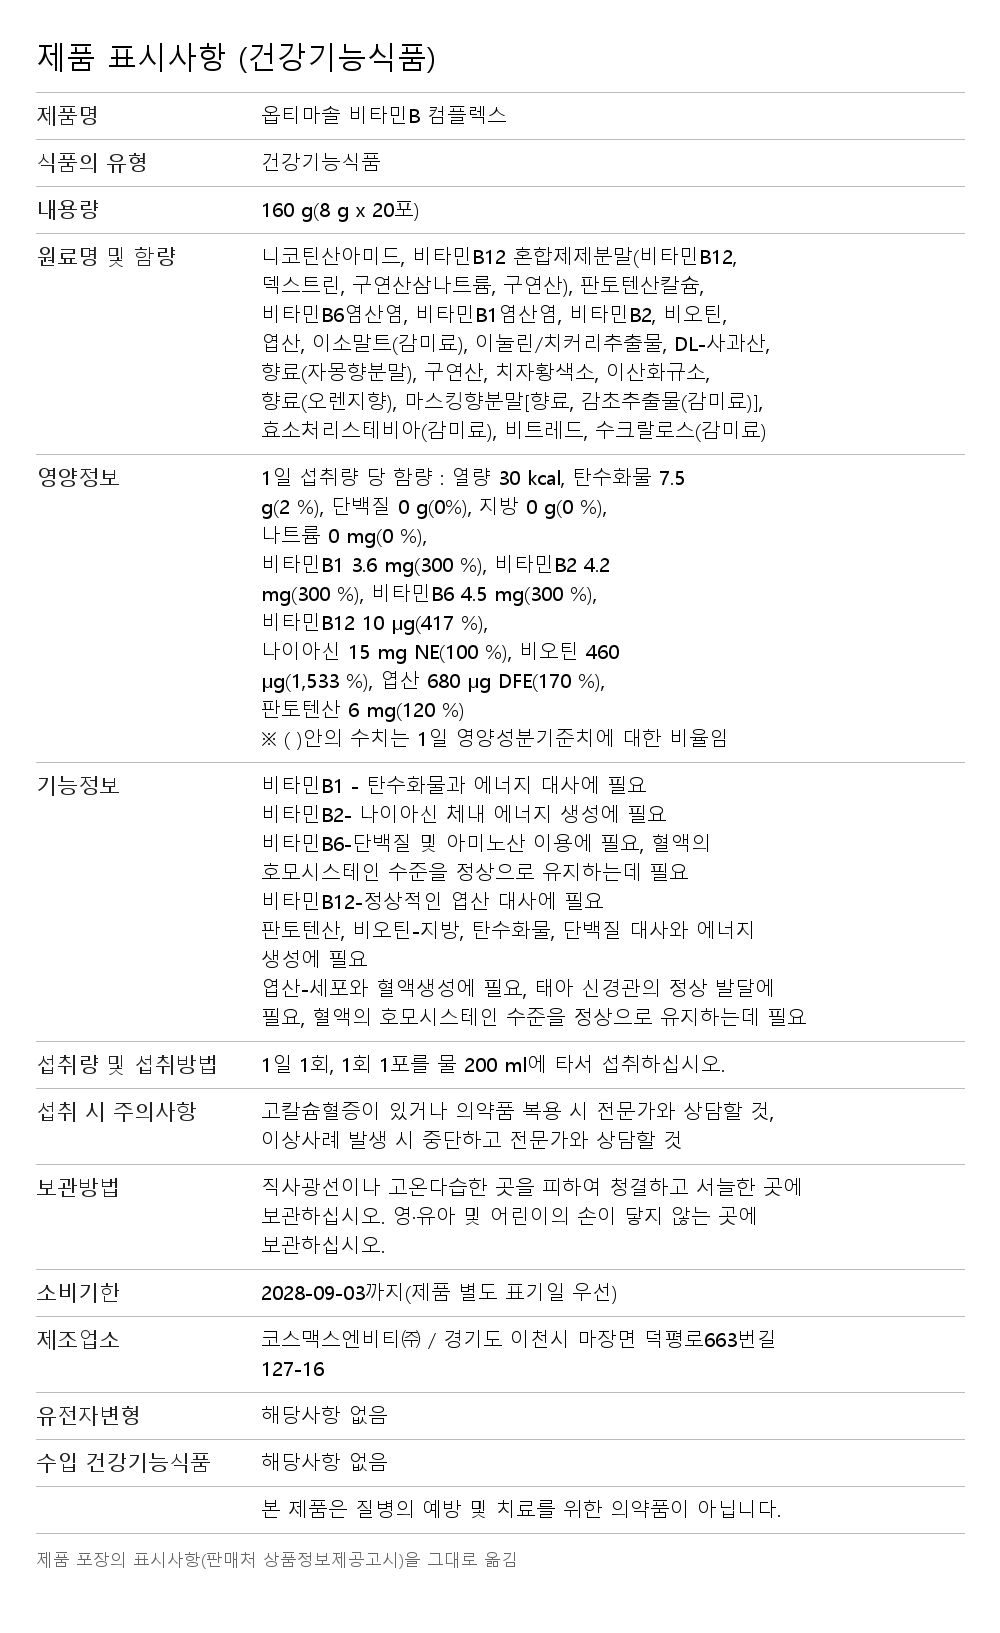 제품 표시사항 (건강기능식품)
제품명 옵티마솔 비타민B 컴플렉스
식품의 유형 건강기능식품
내용량 160 g(8 g x 20포)
원료명 및 함량 니코틴산아미드, 비타민B12 혼합제제분말(비타민B12,
덱스트린, 구연산삼나트륨, 구연산), 판토텐산칼슘,
비타민B6염산염, 비타민B1염산염, 비타민B2, 비오틴,
엽산, 이소말트(감미료), 이눌린/치커리추출물, DL-사과산,
향료(자몽향분말), 구연산, 치자황색소, 이산화규소,
향료(오렌지향), 마스킹향분말[향료, 감초추출물(감미료)],
효소처리스테비아(감미료), 비트레드, 수크랄로스(감미료)
영양정보 1일 섭취량 당 함량 : 열량 30 kcal, 탄수화물 7.5
g(2 %), 단백질 0 g(0%), 지방 0 g(0 %),
나트륨 0 mg(0 %),
비타민B1 3.6 mg(300 %), 비타민B2 4.2
mg(300 %), 비타민B6 4.5 mg(300 %),
비타민B12 10 μg(417 %),
나이아신 15 mg NE(100 %), 비오틴 460
μg(1,533 %), 엽산 680 μg DFE(170 %),
판토텐산 6 mg(120 %)
※ ( )안의 수치는 1일 영양성분기준치에 대한 비율임
기능정보 비타민B1 - 탄수화물과 에너지 대사에 필요
비타민B2- 나이아신 체내 에너지 생성에 필요
비타민B6-단백질 및 아미노산 이용에 필요, 혈액의
호모시스테인 수준을 정상으로 유지하는데 필요
비타민B12-정상적인 엽산 대사에 필요
판토텐산, 비오틴-지방, 탄수화물, 단백질 대사와 에너지
생성에 필요
엽산-세포와 혈액생성에 필요, 태아 신경관의 정상 발달에
필요, 혈액의 호모시스테인 수준을 정상으로 유지하는데 필요
섭취량 및 섭취방법 1일 1회, 1회 1포를 물 200 ml에 타서 섭취하십시오.
섭취 시 주의사항 고칼슘혈증이 있거나 의약품 복용 시 전문가와 상담할 것,
이상사례 발생 시 중단하고 전문가와 상담할 것
보관방법 직사광선이나 고온다습한 곳을 피하여 청결하고 서늘한 곳에
보관하십시오. 영·유아 및 어린이의 손이 닿지 않는 곳에
보관하십시오.
소비기한 2028-09-03까지(제품 별도 표기일 우선)
제조업소 코스맥스엔비티㈜ / 경기도 이천시 마장면 덕평로663번길
127-16
유전자변형 해당사항 없음
수입 건강기능식품 해당사항 없음
본 제품은 질병의 예방 및 치료를 위한 의약품이 아닙니다.
제품 포장의 표시사항(판매처 상품정보제공고시)을 그대로 옮김